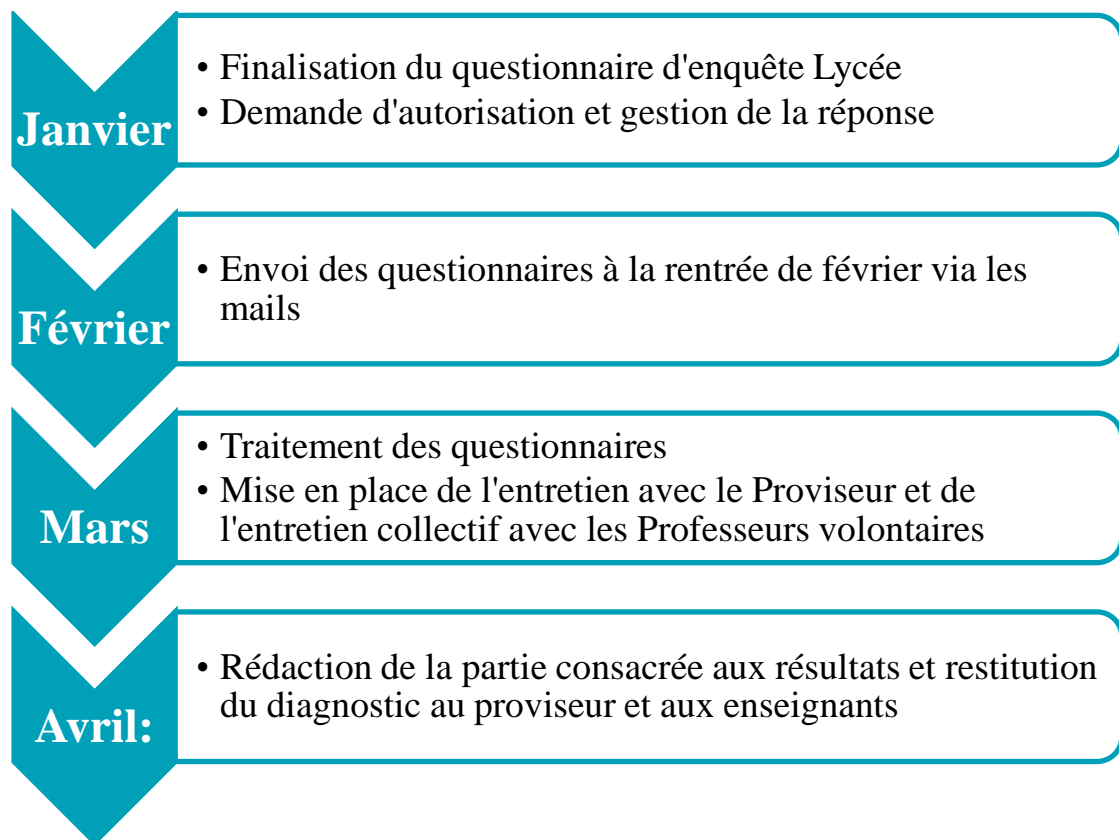 Janvier
• Finalisation du questionnaire d'enquête Lycée
• Demande d'autorisation et gestion de la réponse
Février
• Envoi des questionnaires à la rentrée de février via les
mails
Mars
• Traitement des questionnaires
• Mise en place de l'entretien avec le Proviseur et de
l'entretien collectif avec les Professeurs volontaires
Avril:
• Rédaction de la partie consacrée aux résultats et restitution
du diagnostic au proviseur et aux enseignants